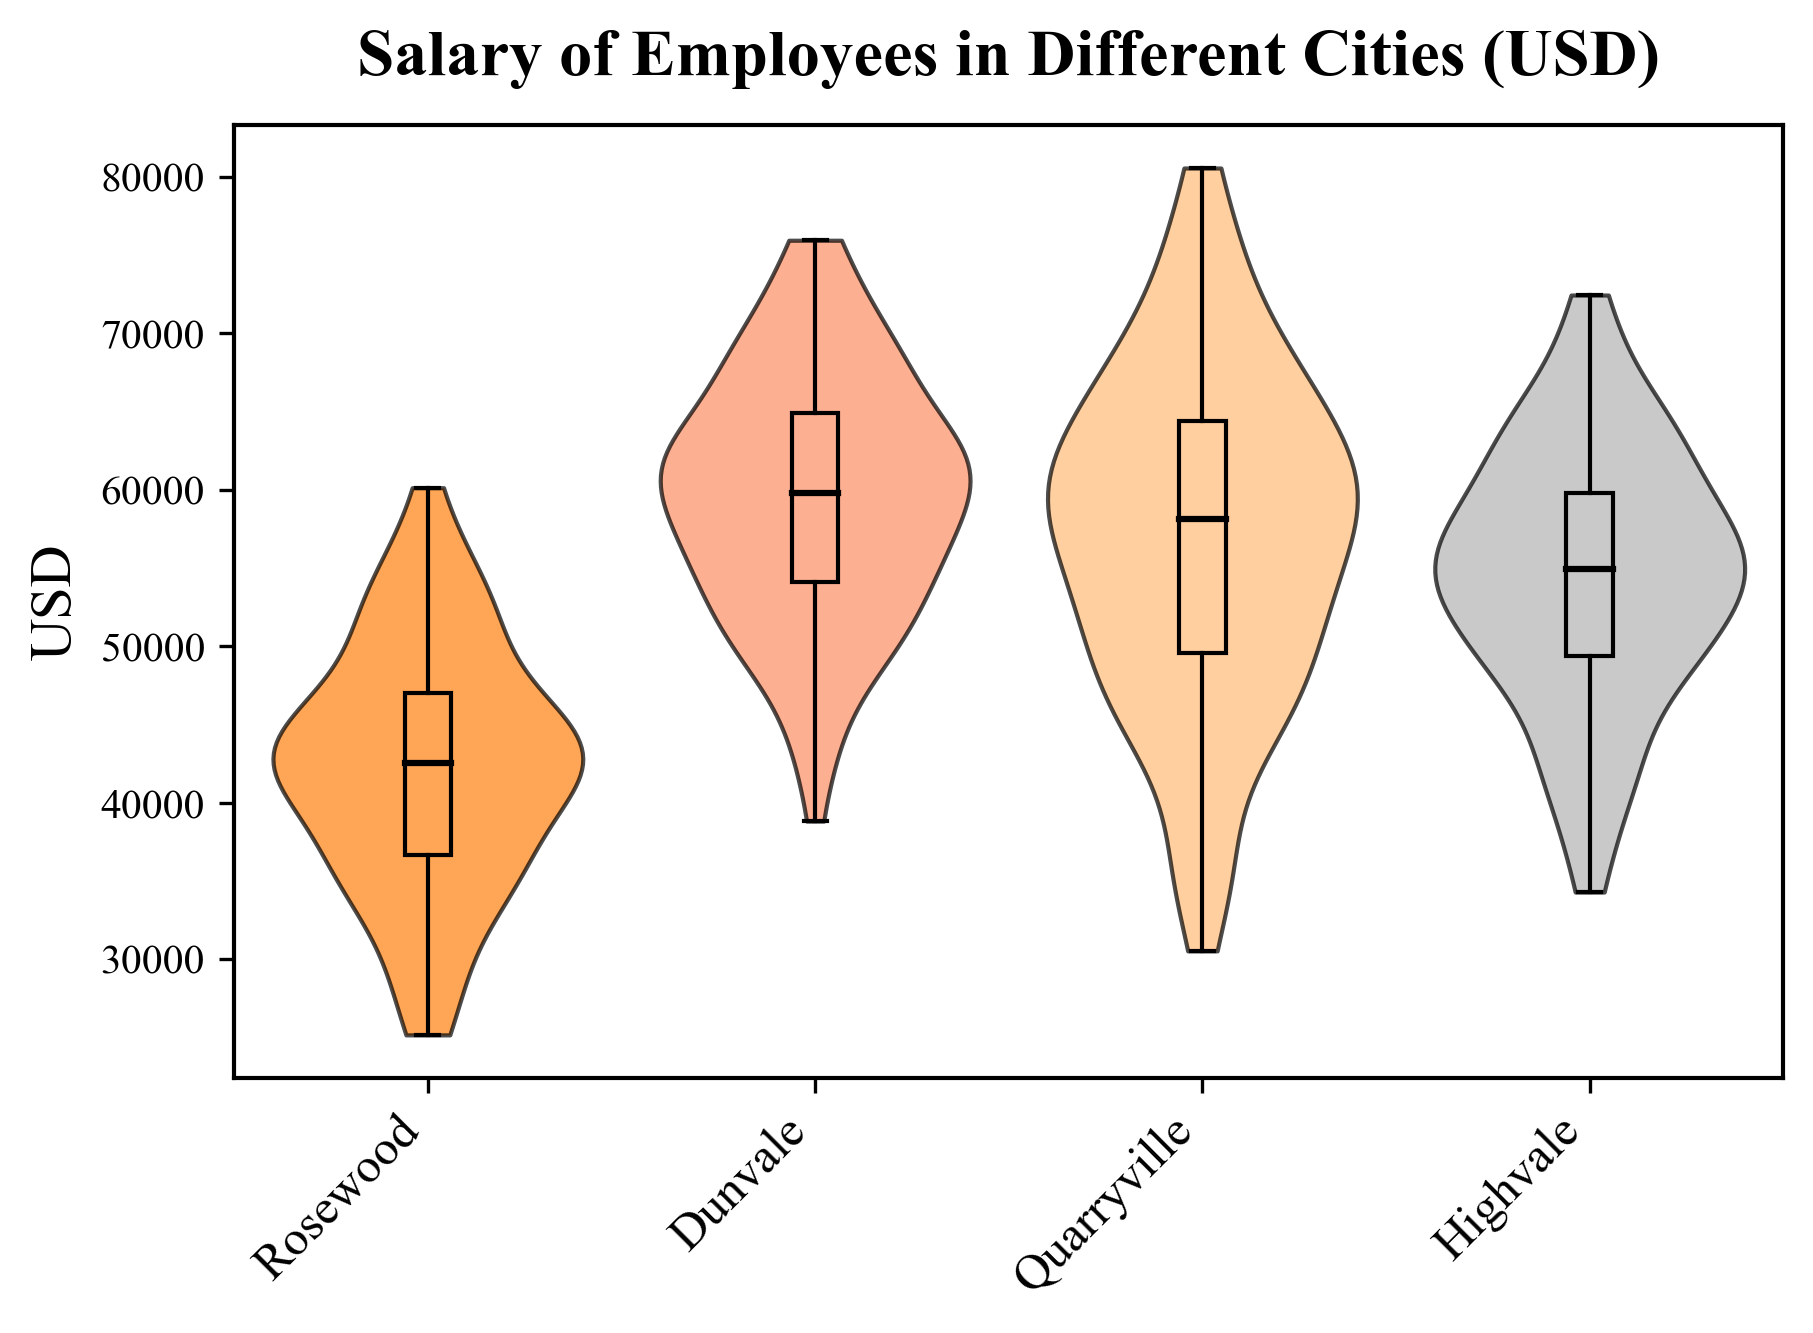 Salary of Employees in Different Cities (USD)
USD
80000
70000
60000
50000
40000
30000
Rosewood
Dunvale
Quarryville
Highvale